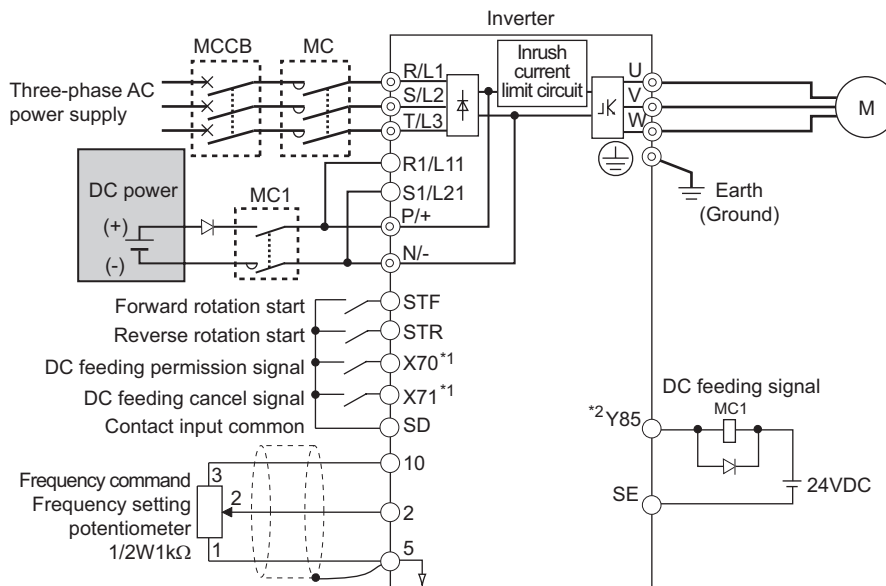 Inverter
MCCB
MC
Three-phase AC
power supply
R/L1
S/L2
T/L3
Inrush
current
limit circuit
U
V
W
M
R1/L11
S1/L21
DC power
(+)
(-)
MC1
P/+
N/-
Earth
(Ground)
Forward rotation start
STF
Reverse rotation start
STR
DC feeding permission signal
X70*1
DC feeding cancel signal
X71*1
Contact input common
SD
DC feeding signal
MC1
*2Y85
24VDC
SE
Frequency command
Frequency setting
potentiometer
1/2W1kΩ
3
2
1
10
2
5